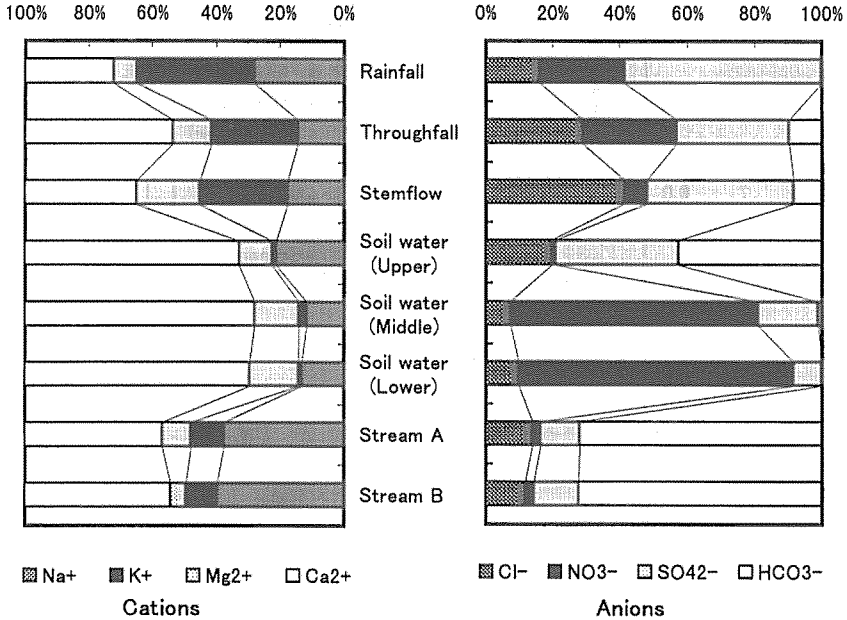 100% 80% 60% 40% 20% 0%
0% 20% 40% 60% 80% 100%
Rainfall
Throughfall
Stemflow
Soil water
(Upper)
Soil water
(Middle)
Soil water
(Lower)
Stream A
Stream B
Na+ K+ Mg2+ Ca2+
Cl- NO3- SO42- HCO3-
Cations
Anions